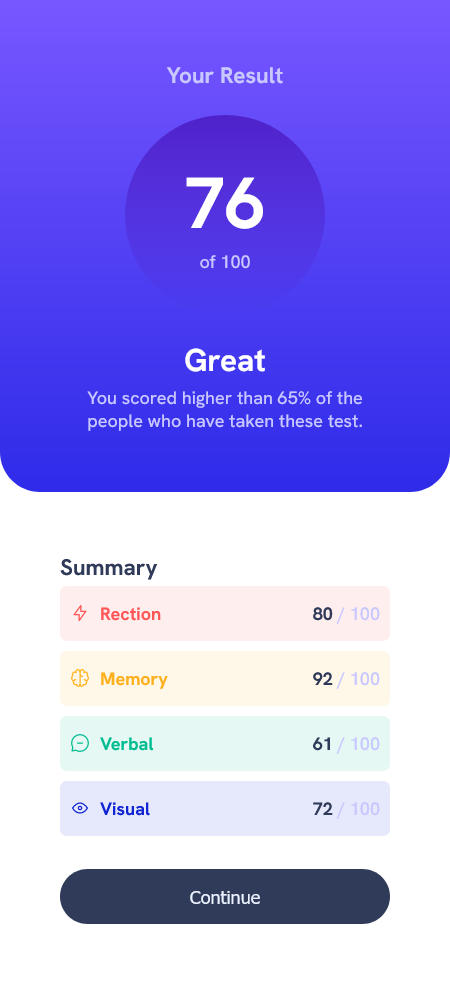 Your Result
76
of 100
Great
You scored higher than 65% of the
people who have taken these test.
Summary
Rection 80 / 100
Memory 92 / 100
Verbal 61 / 100
Visual 72 / 100
Continue